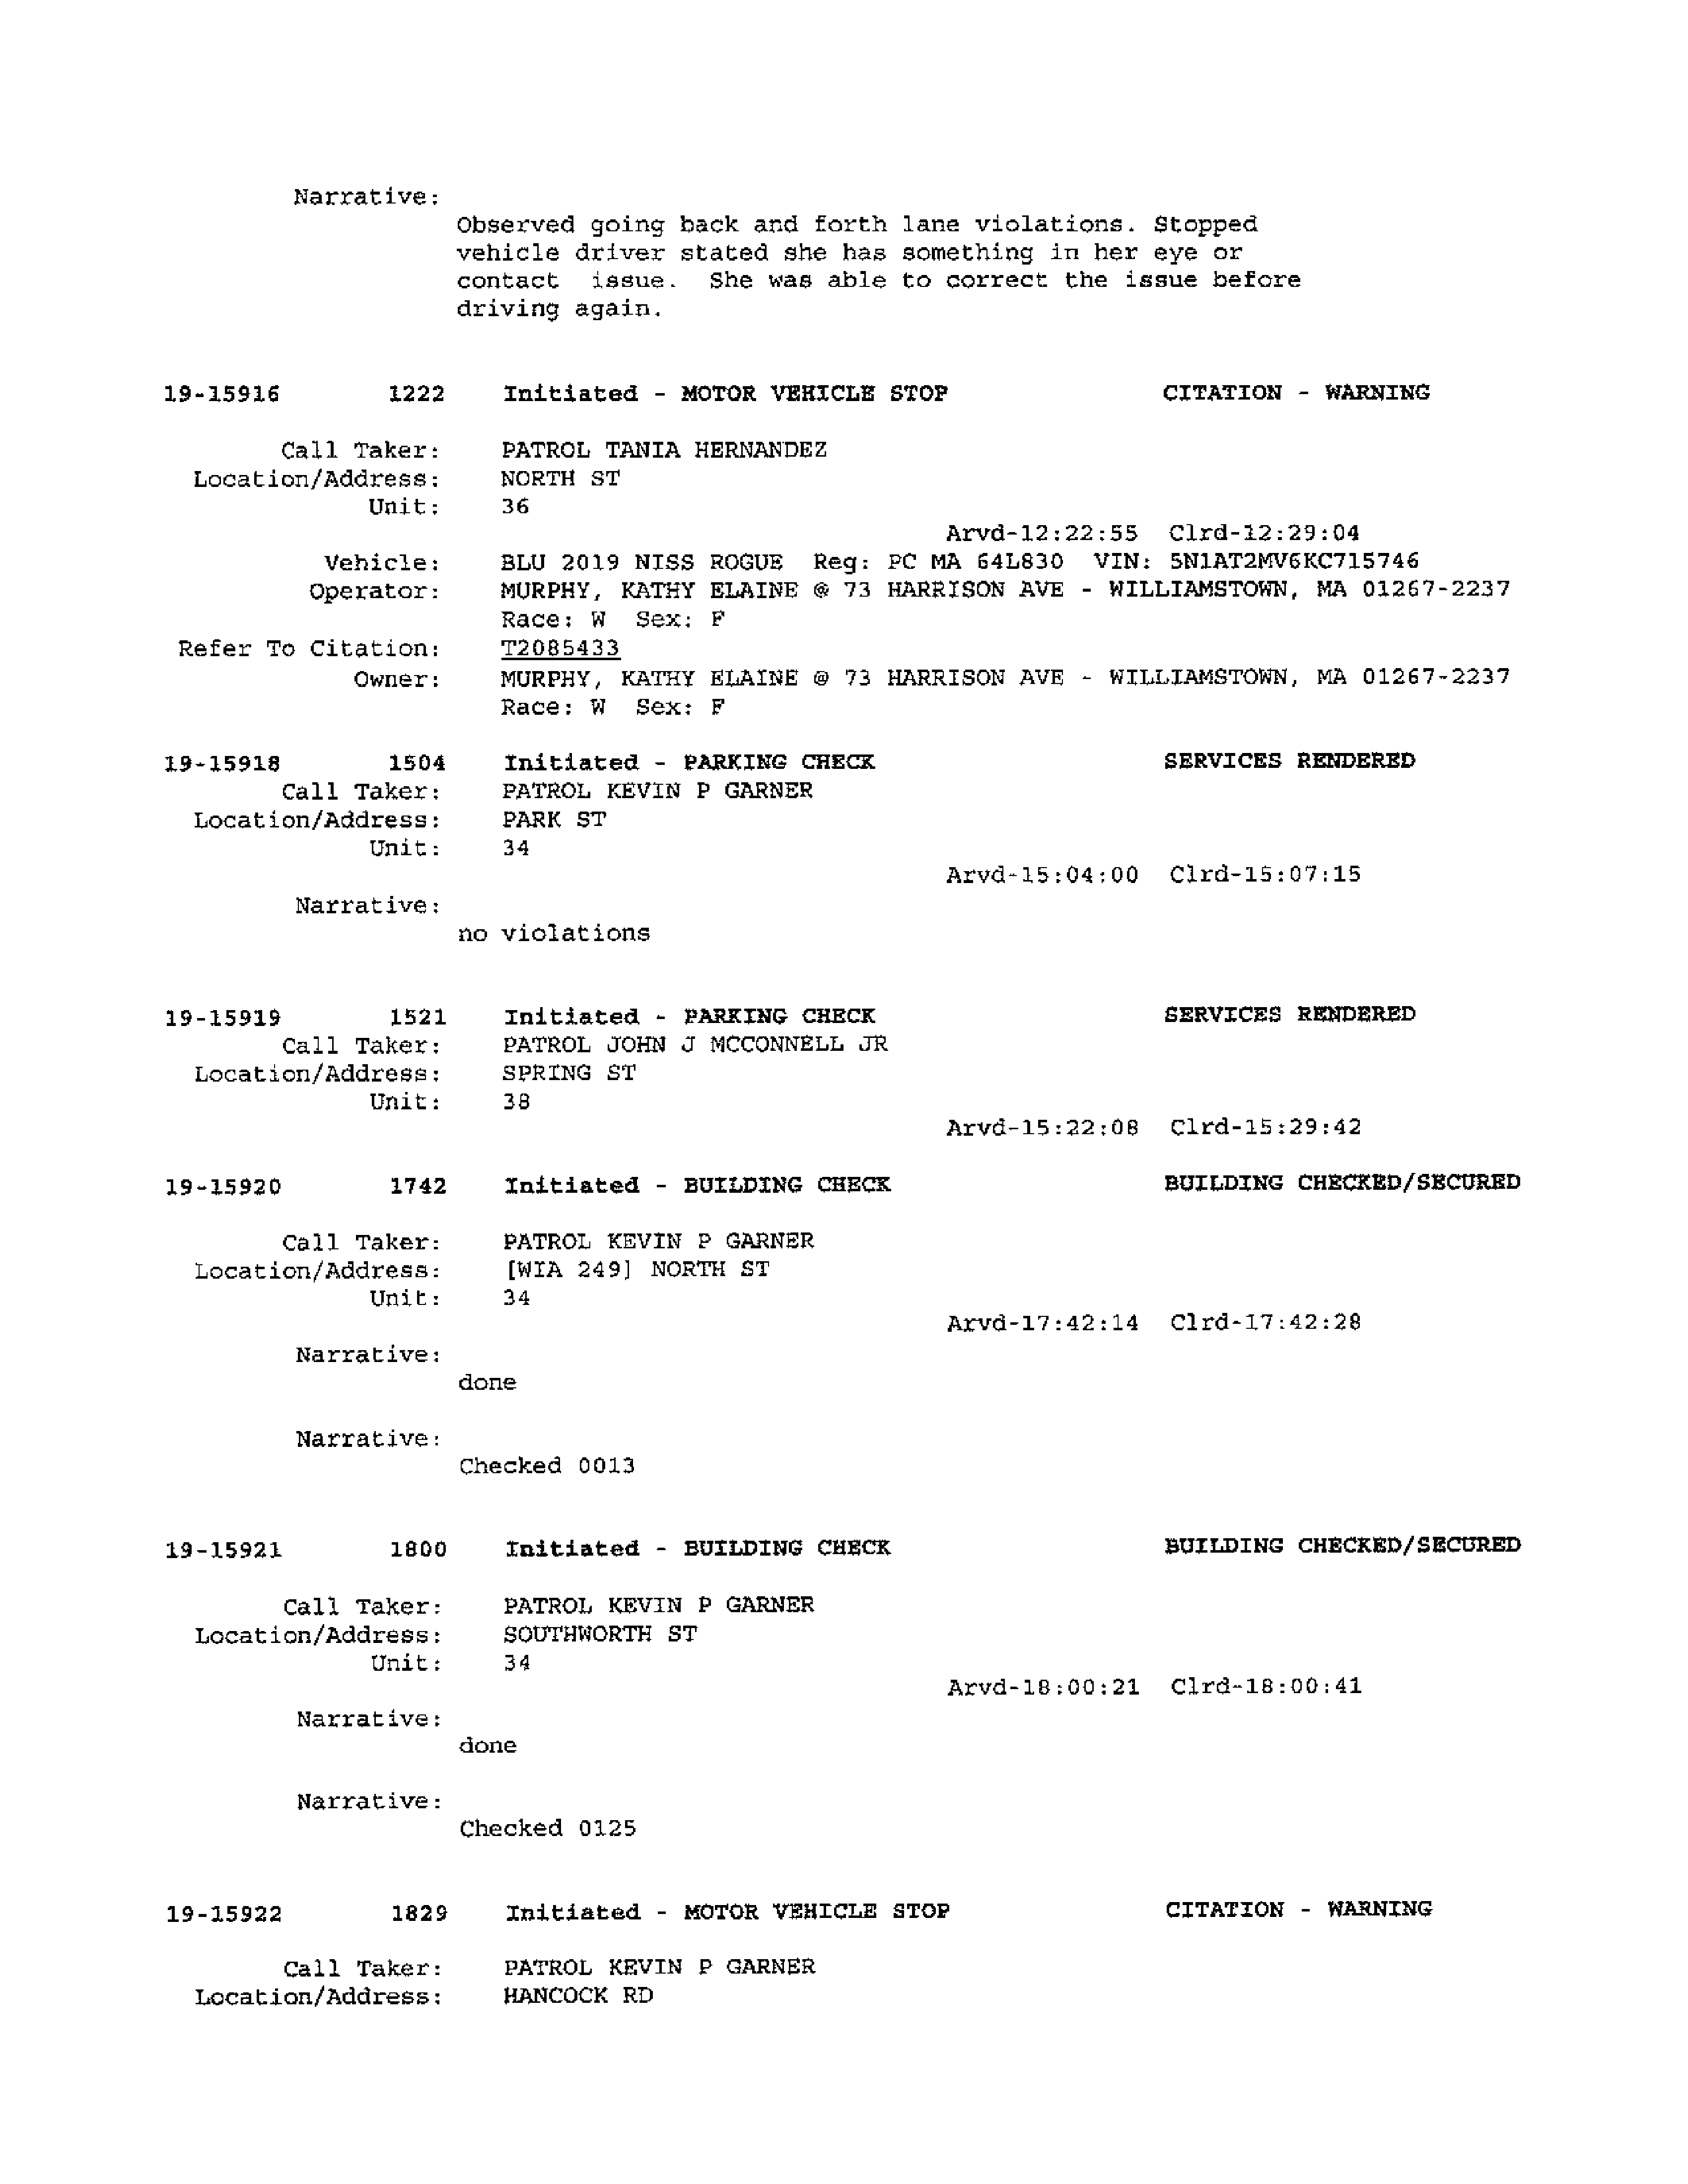 Narrative:
Observed going back and forth lane violations. Stopped
vehicle driver stated she has something in her eye or
contact  issue.  She was able to correct the issue before
driving again.
19-15916 1222 Initiated - MOTOR VEHICLE STOP CITATION - WARNING
Call Taker: PATROL TANIA HERNANDEZ
Location/Address: NORTH ST
Unit: 36
Arvd-12:22:55 Clrd-12:29:04
Vehicle: BLU 2019 NISS ROGUE Reg: PC MA 64L830 VIN: 5N1AT2MV6KC715746
Operator: MURPHY, KATHY ELAINE @ 73 HARRISON AVE - WILLIAMSTOWN, MA 01267-2237
Race: W Sex: F
Refer To Citation: T2085433
Owner: MURPHY, KATHY ELAINE @ 73 HARRISON AVE - WILLIAMSTOWN, MA 01267-2237
Race: W Sex: F
19-15918 1504 Initiated - PARKING CHECK SERVICES RENDERED
Call Taker: PATROL KEVIN P GARNER
Location/Address: PARK ST
Unit: 34
Arvd-15:04:00 Clrd-15:07:15
Narrative:
no violations
19-15919 1521 Initiated - PARKING CHECK SERVICES RENDERED
Call Taker: PATROL JOHN J MCCONNELL JR
Location/Address: SPRING ST
Unit: 38
Arvd-15:22:08 Clrd-15:29:42
19-15920 1742 Initiated - BUILDING CHECK BUILDING CHECKED/SECURED
Call Taker: PATROL KEVIN P GARNER
Location/Address: [WIA 249] NORTH ST
Unit: 34
Arvd-17:42:14 Clrd-17:42:28
Narrative:
done
Narrative:
Checked 0013
19-15921 1800 Initiated - BUILDING CHECK BUILDING CHECKED/SECURED
Call Taker: PATROL KEVIN P GARNER
Location/Address: SOUTHWORTH ST
Unit: 34
Arvd-18:00:21 Clrd-18:00:41
Narrative:
done
Narrative:
Checked 0125
19-15922 1829 Initiated - MOTOR VEHICLE STOP CITATION - WARNING
Call Taker: PATROL KEVIN P GARNER
Location/Address: HANCOCK RD